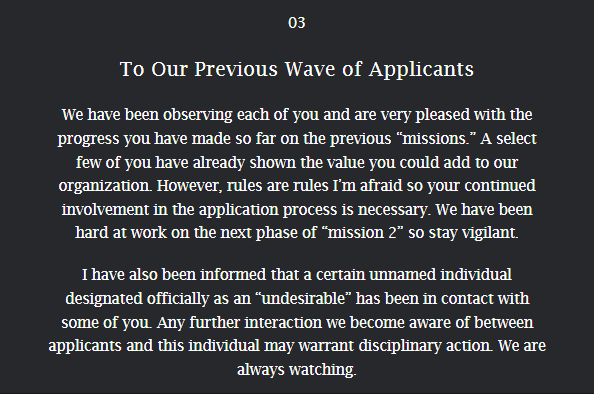 03
To Our Previous Wave of Applicants
We have been observing each of you and are very pleased with the
progress you have made so far on the previous “missions.” A select
few of you have already shown the value you could add to our
organization. However, rules are rules I’m afraid so your continued
involvement in the application process is necessary. We have been
hard at work on the next phase of “mission 2” so stay vigilant.
I have also been informed that a certain unnamed individual
designated officially as an “undesirable” has been in contact with
some of you. Any further interaction we become aware of between
applicants and this individual may warrant disciplinary action. We are
always watching.